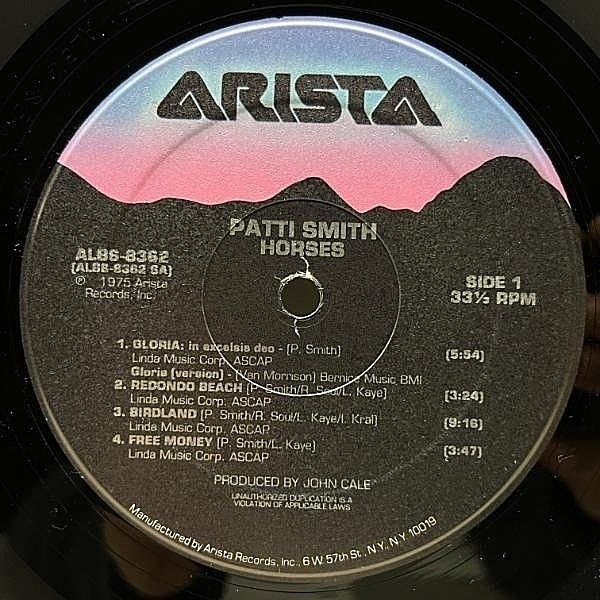 ARISTA
PATTI SMITH
HORSES
AL86-8362
(AL86-8362 SA)
℗ 1975 Arista
Records, Inc.
SIDE 1
33⅓ RPM
1. GLORIA: in excelsis deo - (P. Smith) (5:54)
Linda Music Corp. ASCAP
Gloria (version) - (Van Morrison) Bernice Music BMI
2. REDONDO BEACH (P. Smith/R. Soul/L. Kaye) (3:24)
Linda Music Corp. ASCAP
3. BIRDLAND (P. Smith/R. Soul/L. Kaye/I. Kral) (9:16)
Linda Music Corp. ASCAP
4. FREE MONEY (P. Smith/L. Kaye) (3:47)
Linda Music Corp. ASCAP
PRODUCED BY JOHN CALE
UNAUTHORIZED DUPLICATION IS A
VIOLATION OF APPLICABLE LAWS
Manufactured by Arista Records, Inc., 6 W. 57th St., N.Y., N.Y. 10019